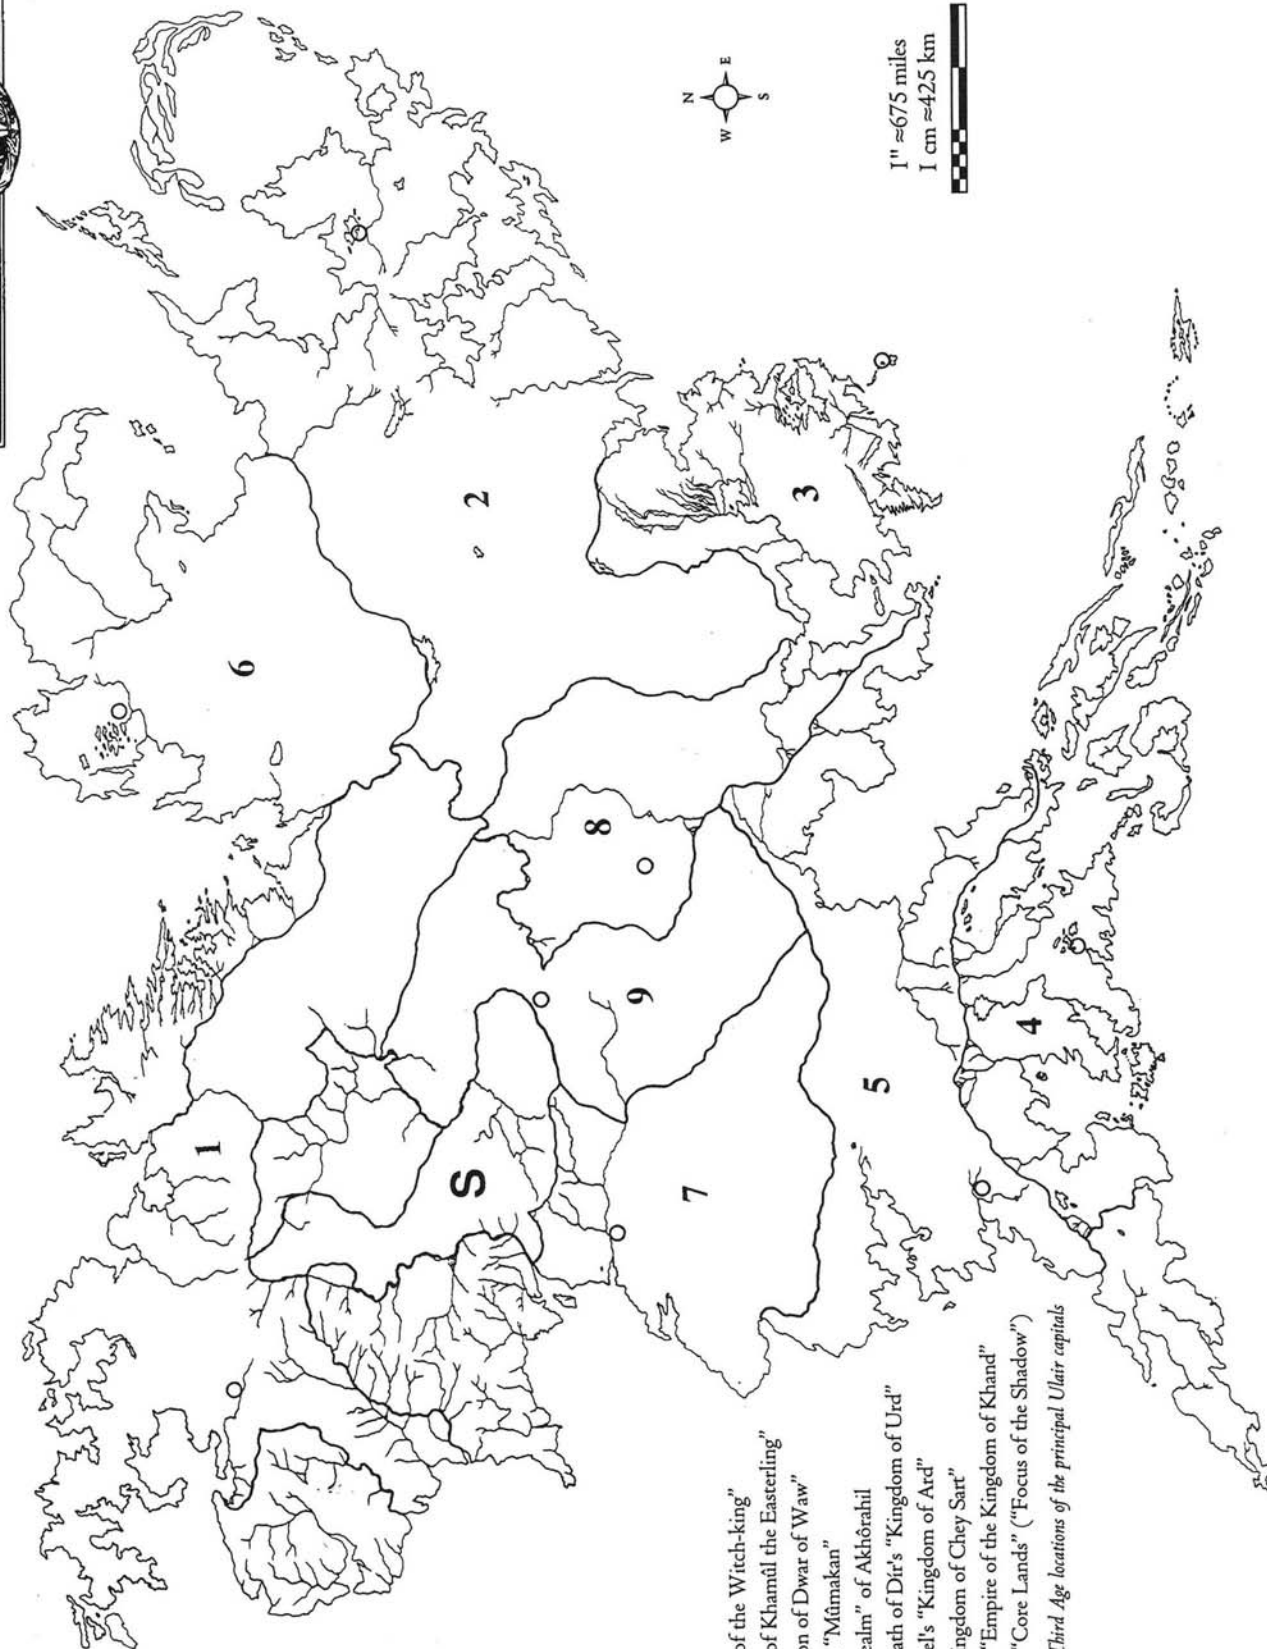 N
W E
S
1" ≈675 miles
1 cm ≈425 km
6
2
3
8
1
9
4
S
7
5
of the Witch-king"
of Khamûl the Easterling"
on of Dwar of Waw"
"Mûmakan"
ealm" of Akhôrahil
ath of Dír's "Kingdom of Urd"
el's "Kingdom of Ard"
ngdom of Chey Sart"
"Empire of the Kingdom of Khand"
"Core Lands" ("Focus of the Shadow")
Third Age locations of the principal Ulair capitals